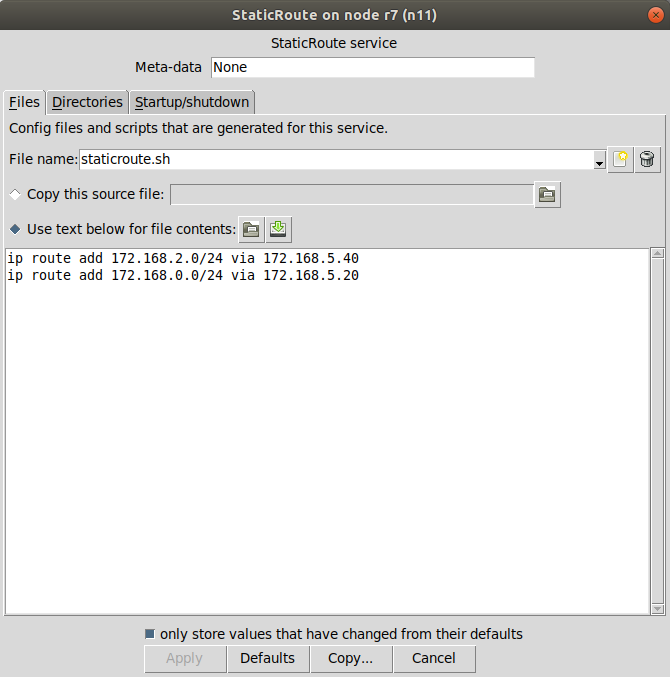 StaticRoute on node r7 (n11)
StaticRoute service
Meta-data None
Files Directories Startup/shutdown
Config files and scripts that are generated for this service.
File name: staticroute.sh
Copy this source file:
Use text below for file contents:
ip route add 172.168.2.0/24 via 172.168.5.40
ip route add 172.168.0.0/24 via 172.168.5.20
only store values that have changed from their defaults
Apply Defaults Copy... Cancel